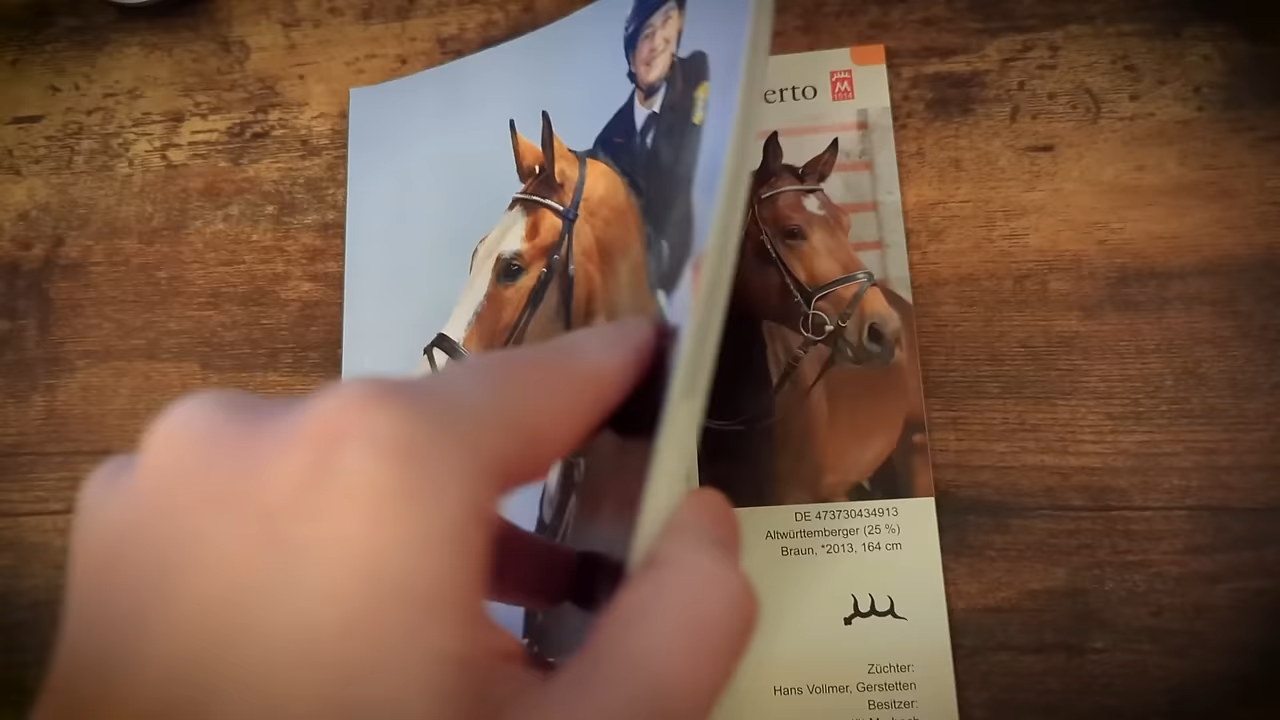 erto
M
DE 473730434913
Altwürttemberger (25 %)
Braun, *2013, 164 cm
Züchter:
Hans Vollmer, Gerstetten
Besitzer: